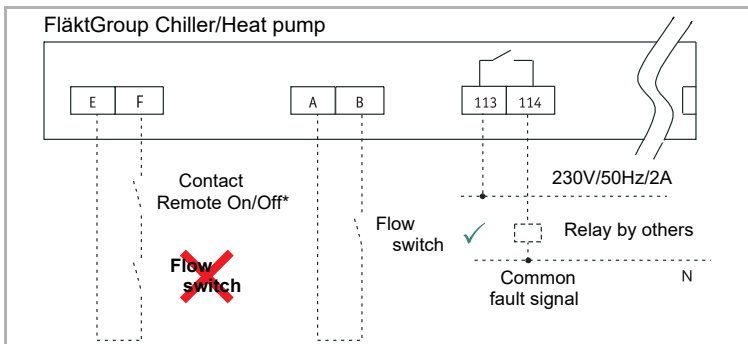 FläktGroup Chiller/Heat pump
E F A B 113 114
230V/50Hz/2A
Contact
Remote On/Off*
Flow
switch
Relay by others
Flow
switch
Common
fault signal
N